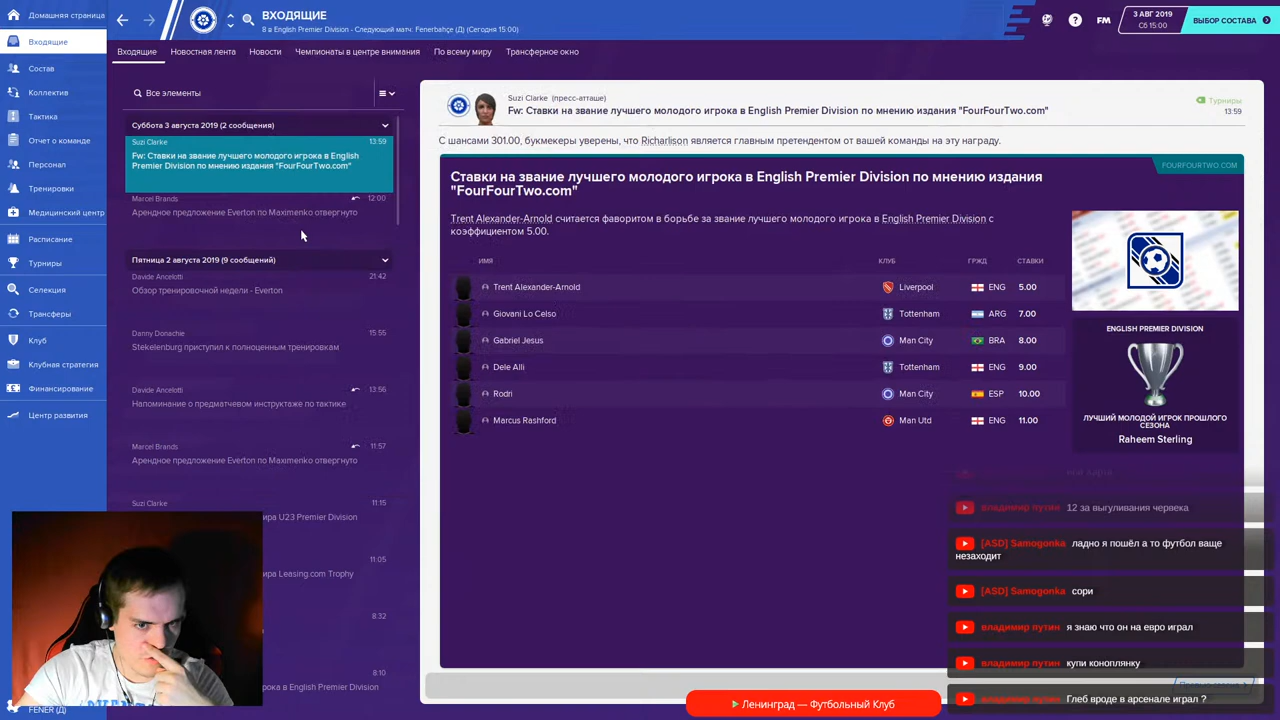 Домашняя страница
Входящие
Состав
Коллектив
Тактика
Отчет о команде
Персонал
Тренировки
Медицинский центр
Расписание
Турниры
Селекция
Трансферы
Клуб
Клубная стратегия
Финансирование
Центр развития
FENER (Д)
ВХОДЯЩИЕ
8 в English Premier Division - Следующий матч: Fenerbahçe (Д) (Сегодня 15:00)
FM
3 АВГ 2019
Сб 15:00
ВЫБОР СОСТАВА
Входящие Новостная лента Новости Чемпионаты в центре внимания По всему миру Трансферное окно
Все элементы
Суббота 3 августа 2019 (2 сообщения)
Suzi Clarke 13:59
Fw: Ставки на звание лучшего молодого игрока в English
Premier Division по мнению издания "FourFourTwo.com"
Marcel Brands 12:00
Арендное предложение Everton по Maximenko отвергнуто
Пятница 2 августа 2019 (9 сообщений)
Davide Ancelotti 21:42
Обзор тренировочной недели - Everton
Danny Donachie 15:55
Stekelenburg приступил к полноценным тренировкам
Davide Ancelotti 13:56
Напоминание о предматчевом инструктаже по тактике
Marcel Brands 11:57
Арендное предложение Everton по Maximenko отвергнуто
Suzi Clarke 11:15
ира U23 Premier Division
11:05
ира Leasing.com Trophy
8:32
8:10
рока в English Premier Division
Suzi Clarke (пресс-атташе)
Fw: Ставки на звание лучшего молодого игрока в English Premier Division по мнению издания "FourFourTwo.com"
Турниры
13:59
С шансами 301.00, букмекеры уверены, что Richarlison является главным претендентом от вашей команды на эту награду.
FOURFOURTWO.COM
Ставки на звание лучшего молодого игрока в English Premier Division по мнению издания
"FourFourTwo.com"
Trent Alexander-Arnold считается фаворитом в борьбе за звание лучшего молодого игрока в English Premier Division с
коэффициентом 5.00.
ИМЯ КЛУБ ГРЖД СТАВКИ
Trent Alexander-Arnold Liverpool ENG 5.00
Giovani Lo Celso Tottenham ARG 7.00
Gabriel Jesus Man City BRA 8.00
Dele Alli Tottenham ENG 9.00
Rodri Man City ESP 10.00
Marcus Rashford Man Utd ENG 11.00
ENGLISH PREMIER DIVISION
ЛУЧШИЙ МОЛОДОЙ ИГРОК ПРОШЛОГО
СЕЗОНА
Raheem Sterling
владимир путин 12 за выгуливания червека
[ASD] Samogonka ладно я пошёл а то футбол ваще
незаходит
[ASD] Samogonka сори
владимир путин я знаю что он на евро играл
владимир путин купи коноплянку
владимир путин Глеб вроде в арсенале играл ?
Ленинград — Футбольный Клуб